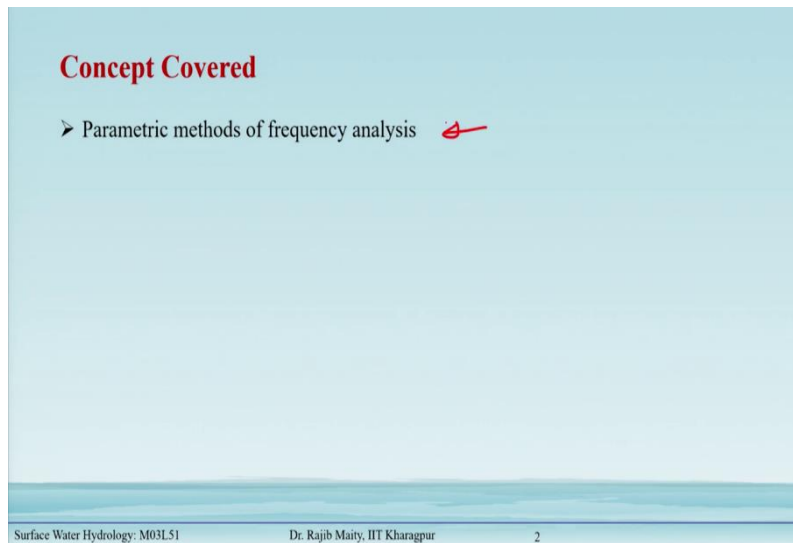 Concept Covered
➢ Parametric methods of frequency analysis
Surface Water Hydrology: M03L51 Dr. Rajib Maity, IIT Kharagpur 2